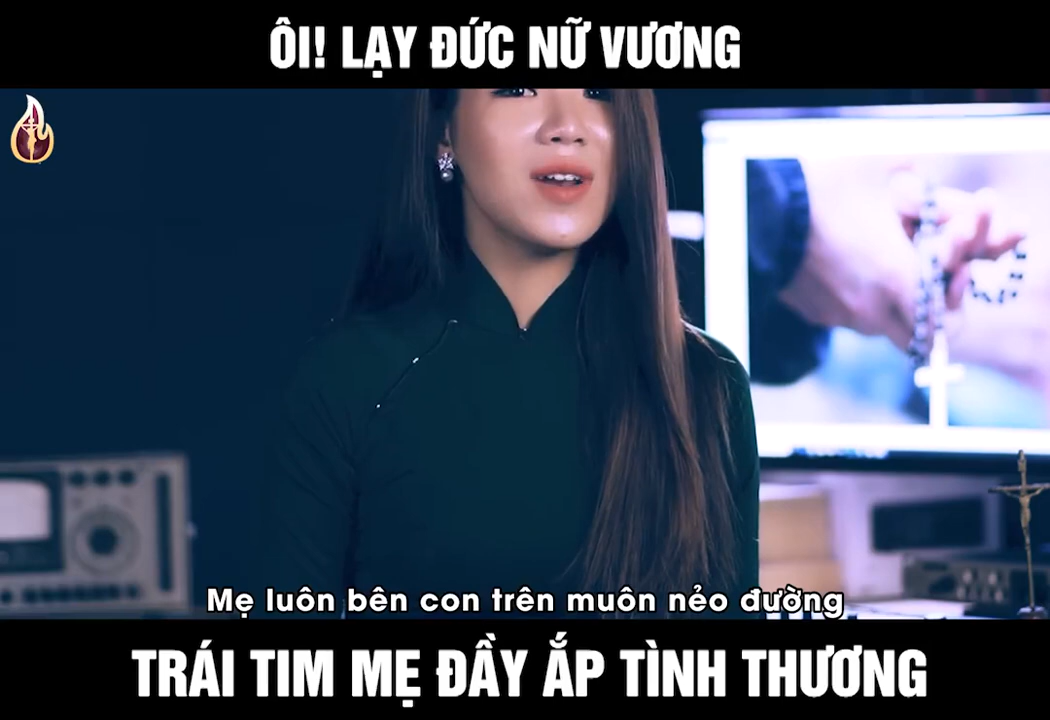 ÔI! LẠY ĐỨC NỮ VƯƠNG
Mẹ luôn bên con trên muôn nẻo đường
TRÁI TIM MẸ ĐẦY ẮP TÌNH THƯƠNG